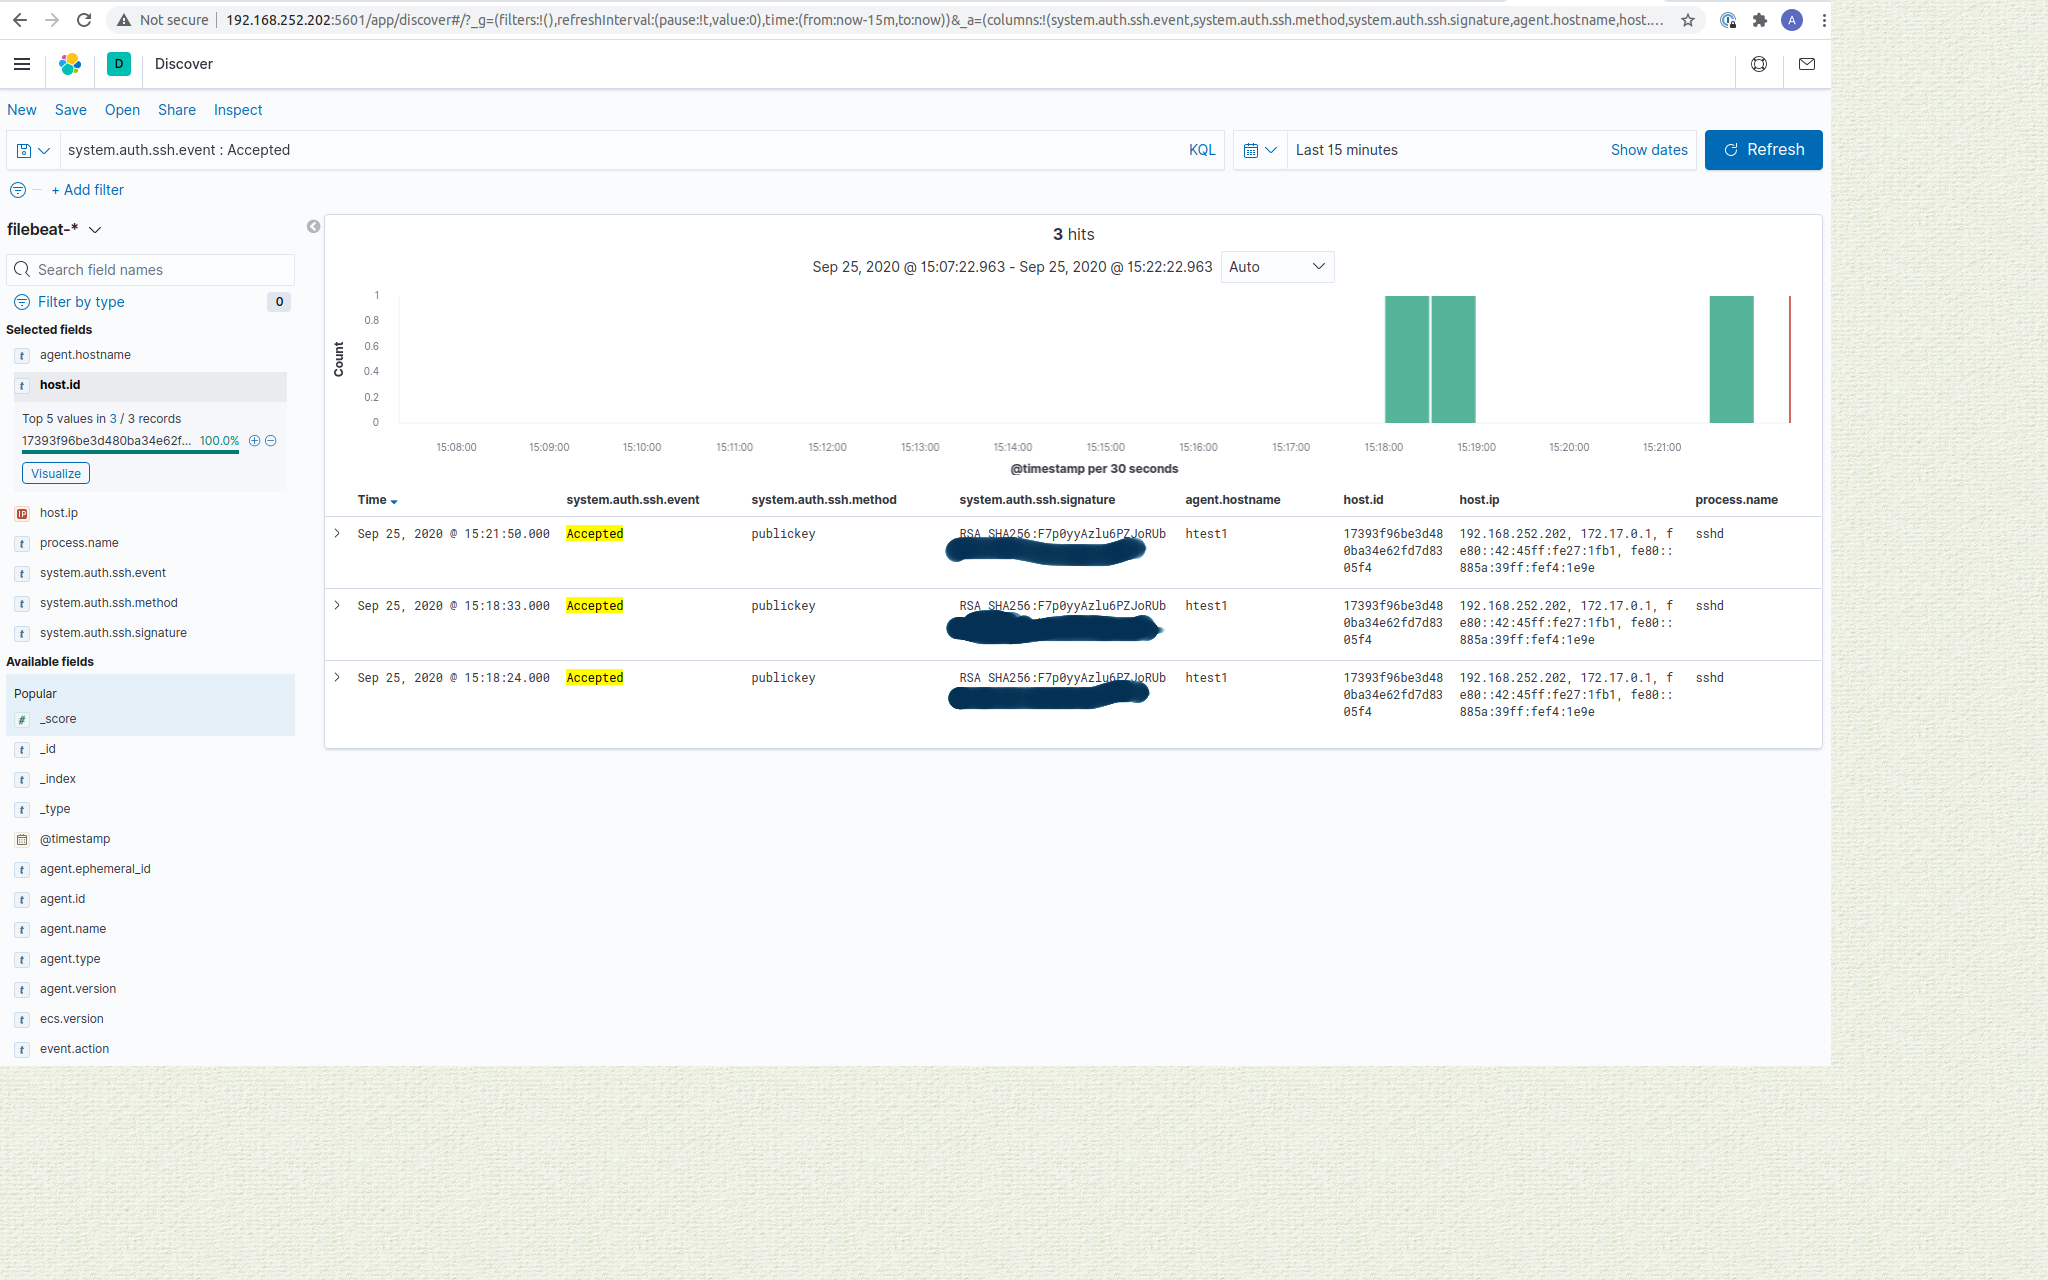 Not secure 192.168.252.202:5601/app/discover#/?_g=(filters:!(),refreshInterval:(pause:!t,value:0),time:(from:now-15m,to:now))&_a=(columns:!(system.auth.ssh.event,system.auth.ssh.method,system.auth.ssh.signature,agent.hostname,host.… A
D Discover
New Save Open Share Inspect
system.auth.ssh.event : Accepted KQL Last 15 minutes Show dates Refresh
+ Add filter
filebeat-*
Search field names
Filter by type 0
Selected fields
t agent.hostname
t host.id
Top 5 values in 3 / 3 records
17393f96be3d480ba34e62f... 100.0%
Visualize
IP host.ip
t process.name
t system.auth.ssh.event
t system.auth.ssh.method
t system.auth.ssh.signature
Available fields
Popular
# _score
t _id
t _index
t _type
@timestamp
t agent.ephemeral_id
t agent.id
t agent.name
t agent.type
t agent.version
t ecs.version
t event.action
3 hits
Sep 25, 2020 @ 15:07:22.963 - Sep 25, 2020 @ 15:22:22.963 Auto
Count
1
0.8
0.6
0.4
0.2
0
15:08:00 15:09:00 15:10:00 15:11:00 15:12:00 15:13:00 15:14:00 15:15:00 15:16:00 15:17:00 15:18:00 15:19:00 15:20:00 15:21:00
@timestamp per 30 seconds
Time system.auth.ssh.event system.auth.ssh.method system.auth.ssh.signature agent.hostname host.id host.ip process.name
Sep 25, 2020 @ 15:21:50.000 Accepted publickey RSA SHA256:F7p0yyAzlu6PZJoRUb htest1 17393f96be3d48 192.168.252.202, 172.17.0.1, f sshd
0ba34e62fd7d83 e80::42:45ff:fe27:1fb1, fe80::
05f4 885a:39ff:fef4:1e9e
Sep 25, 2020 @ 15:18:33.000 Accepted publickey RSA SHA256:F7p0yyAzlu6PZJoRUb htest1 17393f96be3d48 192.168.252.202, 172.17.0.1, f sshd
0ba34e62fd7d83 e80::42:45ff:fe27:1fb1, fe80::
05f4 885a:39ff:fef4:1e9e
Sep 25, 2020 @ 15:18:24.000 Accepted publickey RSA SHA256:F7p0yyAzlu6PZJoRUb htest1 17393f96be3d48 192.168.252.202, 172.17.0.1, f sshd
0ba34e62fd7d83 e80::42:45ff:fe27:1fb1, fe80::
05f4 885a:39ff:fef4:1e9e